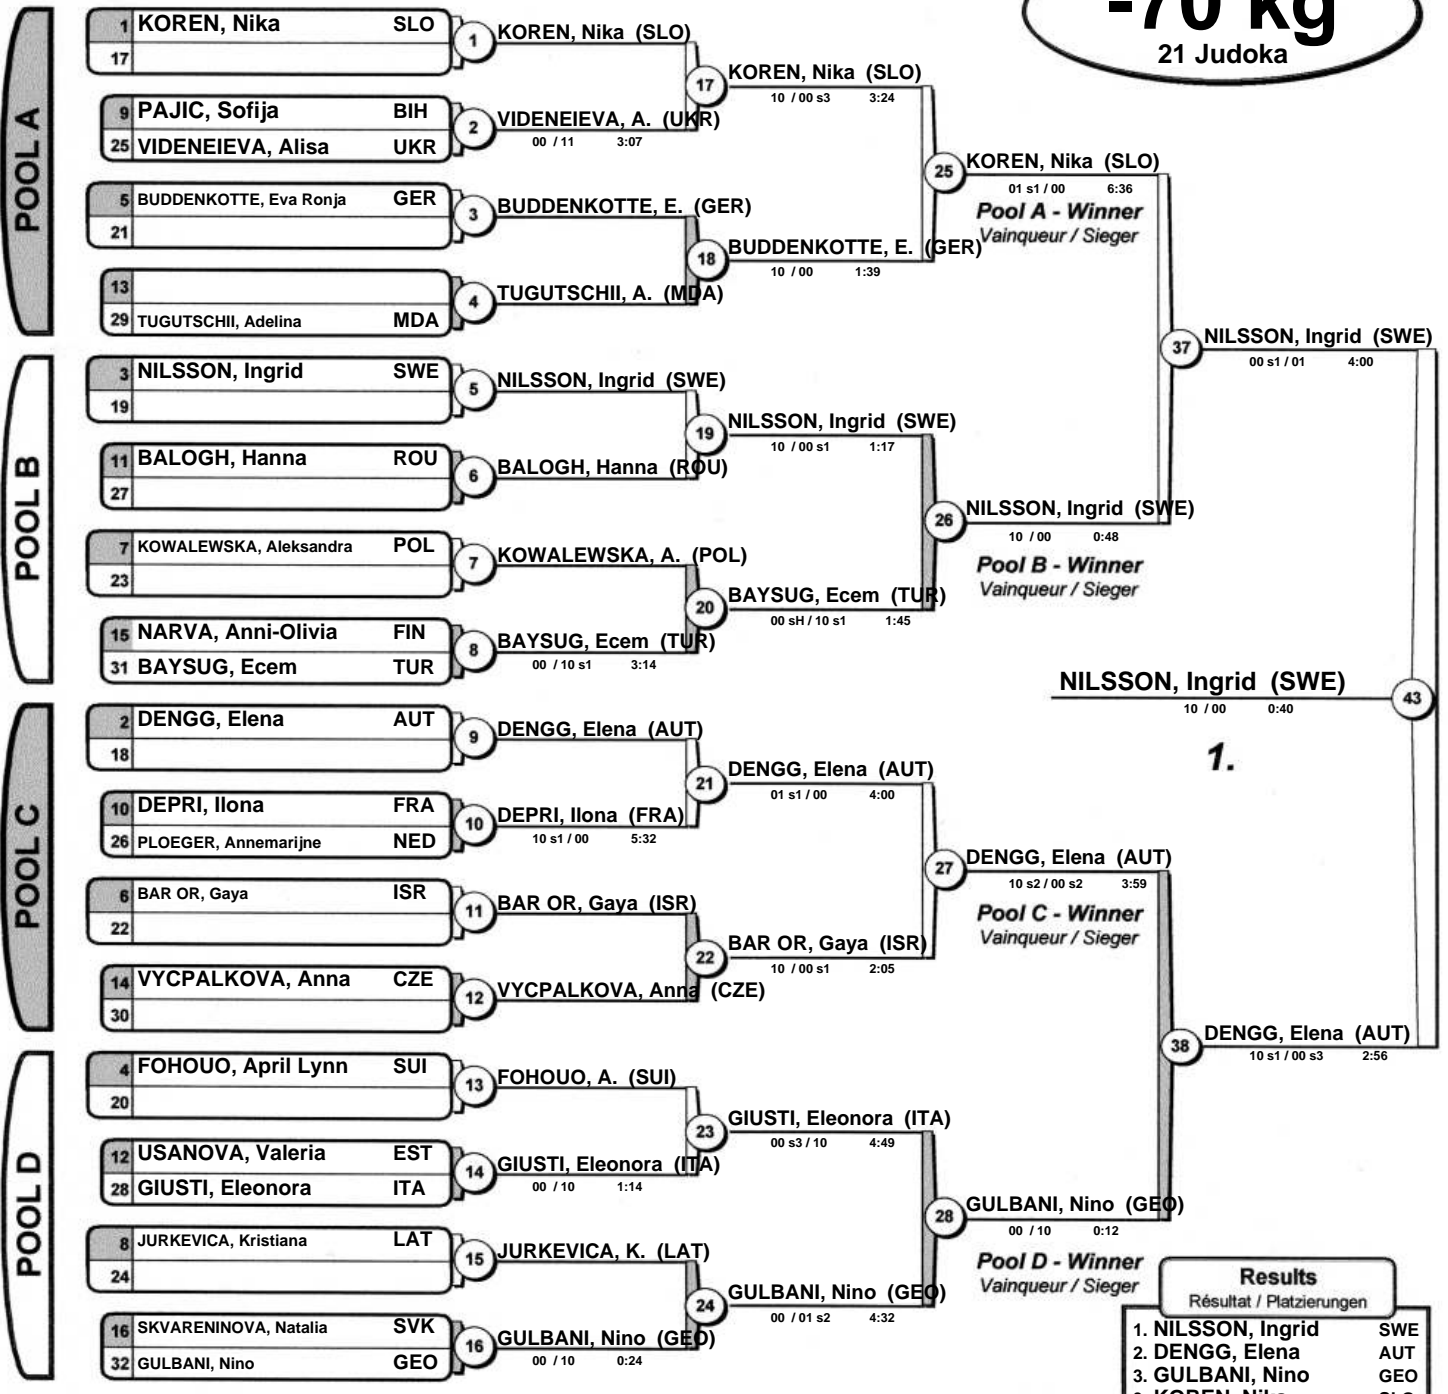 -70 kg
21 Judoka
POOL A
1 KOREN, Nika SLO
17
9 PAJIC, Sofija BIH
25 VIDENEIEVA, Alisa UKR
5 BUDDENKOTTE, Eva Ronja GER
21
13
29 TUGUTSCHII, Adelina MDA
POOL B
3 NILSSON, Ingrid SWE
19
11 BALOGH, Hanna ROU
27
7 KOWALEWSKA, Aleksandra POL
23
15 NARVA, Anni-Olivia FIN
31 BAYSUG, Ecem TUR
POOL C
2 DENGG, Elena AUT
18
10 DEPRI, Ilona FRA
26 PLOEGER, Annemarijne NED
6 BAR OR, Gaya ISR
22
14 VYCPALKOVA, Anna CZE
30
POOL D
4 FOHOUO, April Lynn SUI
20
12 USANOVA, Valeria EST
28 GIUSTI, Eleonora ITA
8 JURKEVICA, Kristiana LAT
24
16 SKVARENINOVA, Natalia SVK
32 GULBANI, Nino GEO
1 KOREN, Nika (SLO)
2 VIDENEIEVA, A. (UKR)
00 / 11 3:07
3 BUDDENKOTTE, E. (GER)
4 TUGUTSCHII, A. (MDA)
5 NILSSON, Ingrid (SWE)
6 BALOGH, Hanna (ROU)
7 KOWALEWSKA, A. (POL)
8 BAYSUG, Ecem (TUR)
00 / 10 s1 3:14
9 DENGG, Elena (AUT)
10 DEPRI, Ilona (FRA)
10 s1 / 00 5:32
11 BAR OR, Gaya (ISR)
12 VYCPALKOVA, Anna (CZE)
13 FOHOUO, A. (SUI)
14 GIUSTI, Eleonora (ITA)
00 / 10 1:14
15 JURKEVICA, K. (LAT)
16 GULBANI, Nino (GEO)
00 / 10 0:24
17 KOREN, Nika (SLO)
10 / 00 s3 3:24
18 BUDDENKOTTE, E. (GER)
10 / 00 1:39
19 NILSSON, Ingrid (SWE)
10 / 00 s1 1:17
20 BAYSUG, Ecem (TUR)
00 sH / 10 s1 1:45
21 DENGG, Elena (AUT)
01 s1 / 00 4:00
22 BAR OR, Gaya (ISR)
10 / 00 s1 2:05
23 GIUSTI, Eleonora (ITA)
00 s3 / 10 4:49
24 GULBANI, Nino (GEO)
00 / 01 s2 4:32
25 KOREN, Nika (SLO)
01 s1 / 00 6:36
Pool A - Winner
Vainqueur / Sieger
26 NILSSON, Ingrid (SWE)
10 / 00 0:48
Pool B - Winner
Vainqueur / Sieger
27 DENGG, Elena (AUT)
10 s2 / 00 s2 3:59
Pool C - Winner
Vainqueur / Sieger
28 GULBANI, Nino (GEO)
00 / 10 0:12
Pool D - Winner
Vainqueur / Sieger
37 NILSSON, Ingrid (SWE)
00 s1 / 01 4:00
38 DENGG, Elena (AUT)
10 s1 / 00 s3 2:56
NILSSON, Ingrid (SWE) 43
10 / 00 0:40
1.
Results
Résultat / Platzierungen
1. NILSSON, Ingrid SWE
2. DENGG, Elena AUT
3. GULBANI, Nino GEO
3. KOREN, Nika SLO